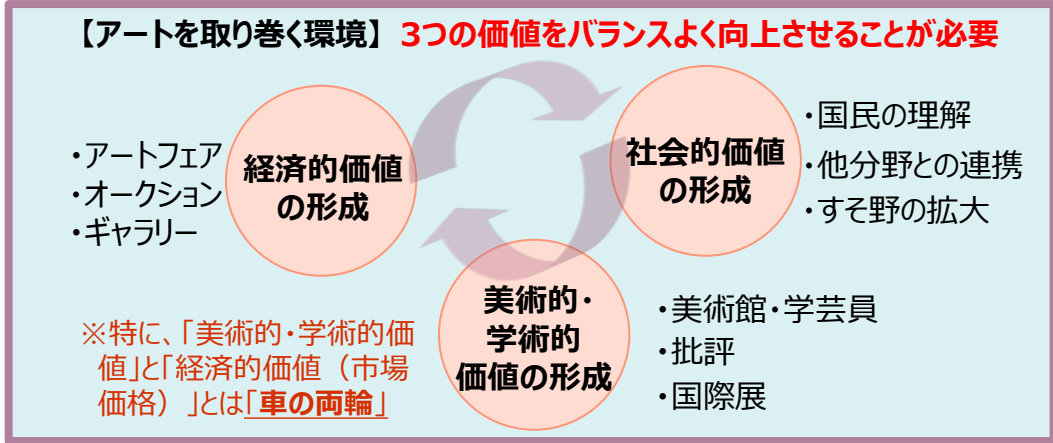 【アートを取り巻く環境】 3つの価値をバランスよく向上させることが必要
・アートフェア
・オークション
・ギャラリー
経済的価値
の形成
社会的価値
の形成
・国民の理解
・他分野との連携
・すそ野の拡大
美術的・
学術的
価値の形成
・美術館・学芸員
・批評
・国際展
※特に、「美術的・学術的価
値」と「経済的価値（市場
価格）」とは「車の両輪」